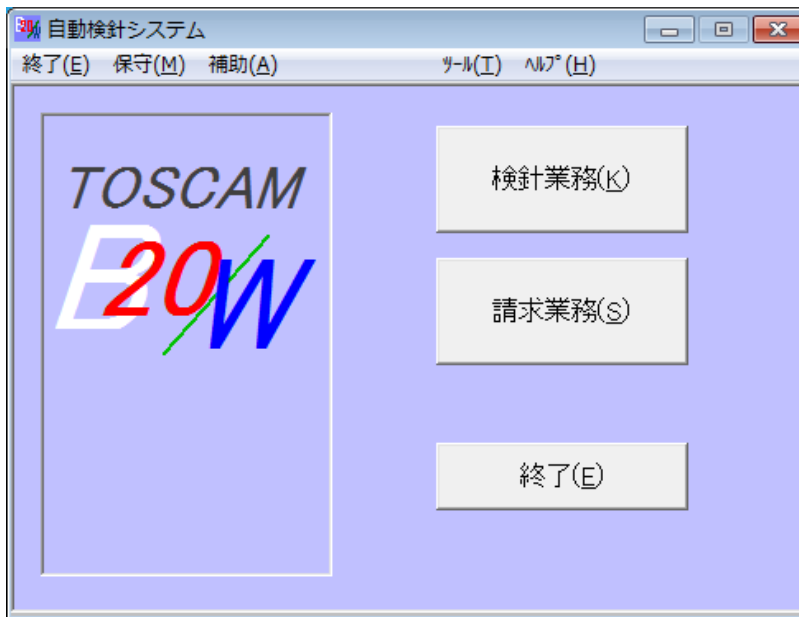 自動検針システム
終了(E) 保守(M) 補助(A) ﾂｰﾙ(T) ﾍﾙﾌﾟ(H)
TOSCAM
B20/W
検針業務(K)
請求業務(S)
終了(E)